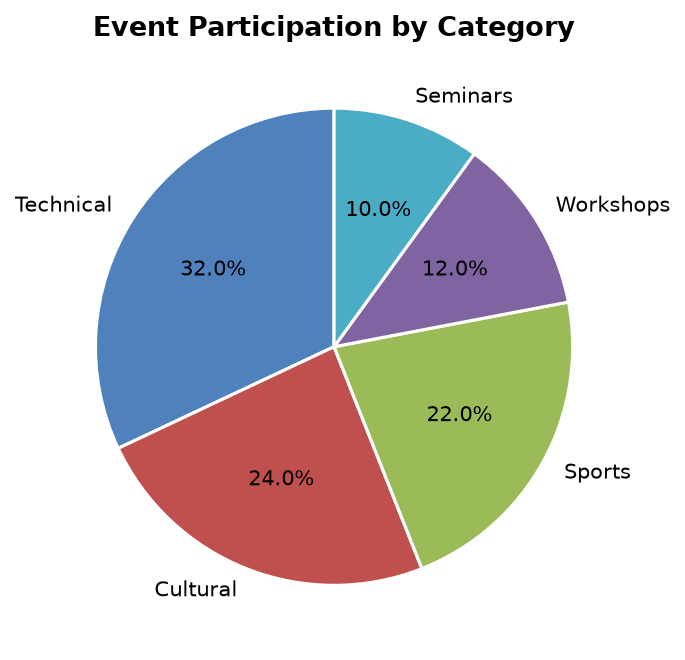 Event Participation by Category
Seminars
Technical
Workshops
10.0%
32.0%
12.0%
22.0%
Sports
24.0%
Cultural